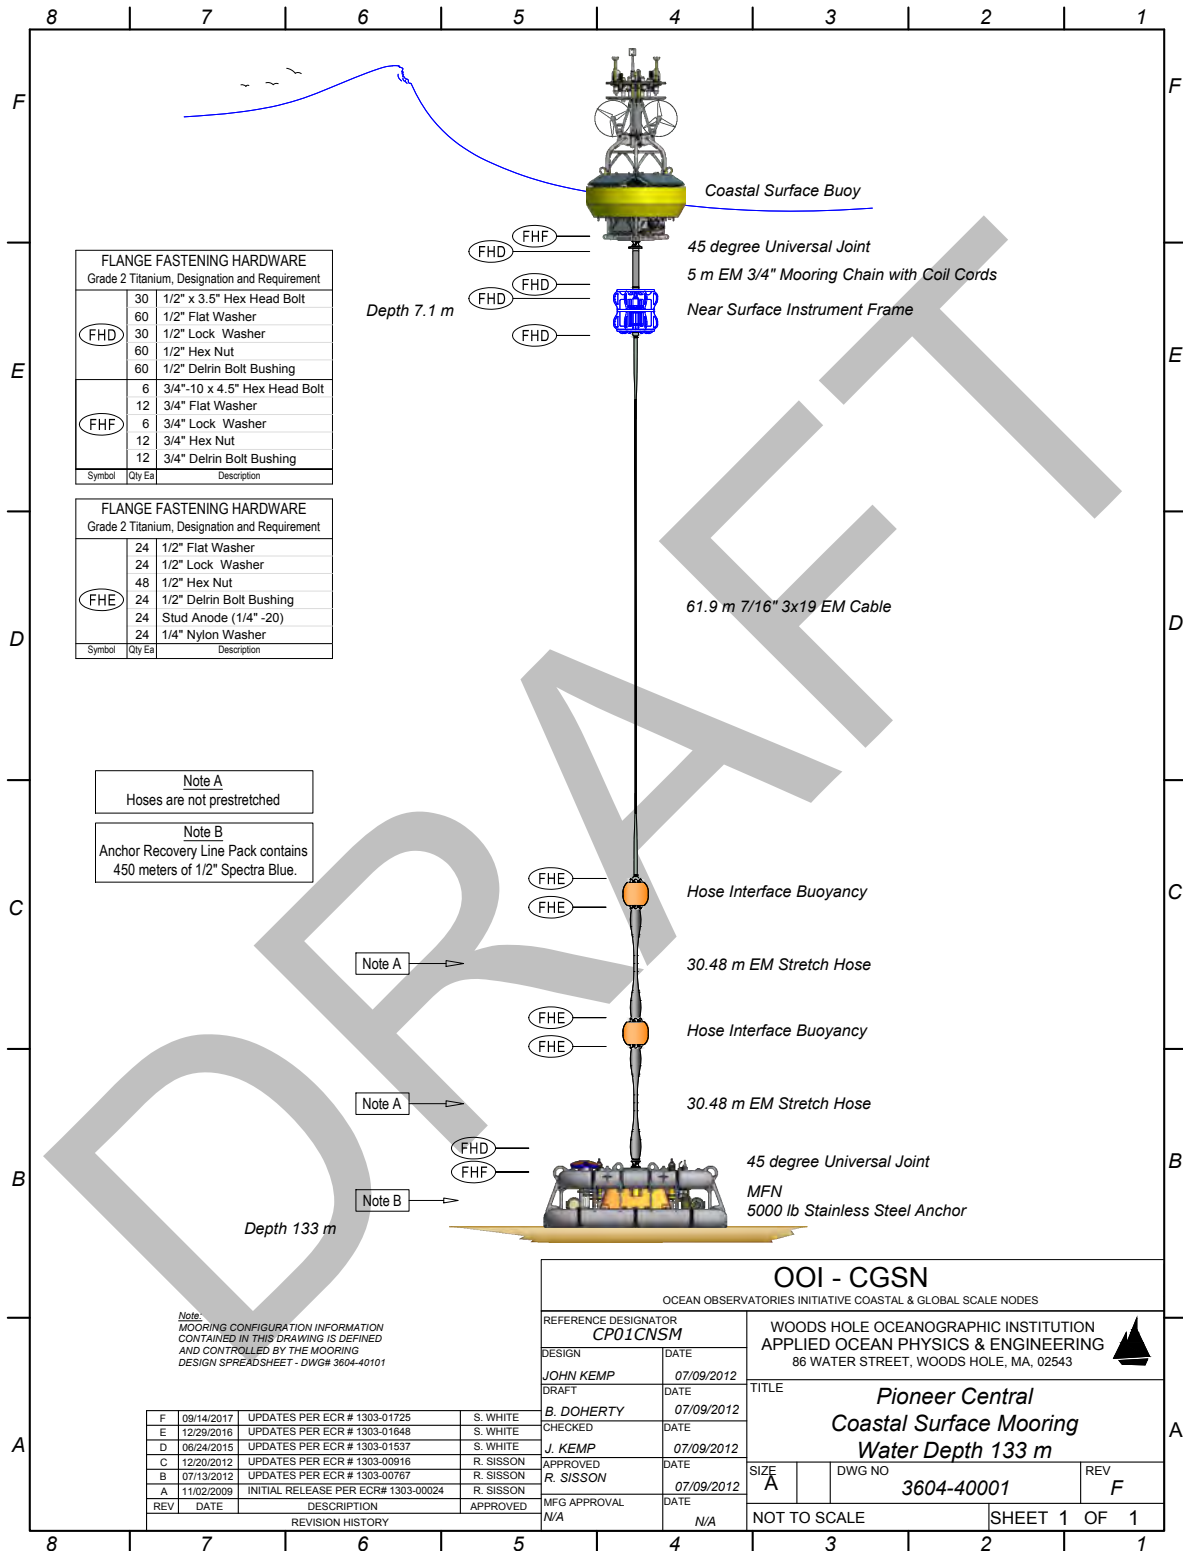 8 7 6 5 4 3 2 1
F
F
E
E
D
D
C
C
B
B
A
A
DRAFT
Coastal Surface Buoy
FHF
FHD
45 degree Universal Joint
5 m EM 3/4" Mooring Chain with Coil Cords
FHD
FHD
Depth 7.1 m
Near Surface Instrument Frame
FHD
FLANGE FASTENING HARDWARE
Grade 2 Titanium, Designation and Requirement
FHD
30 1/2" x 3.5" Hex Head Bolt
60 1/2" Flat Washer
30 1/2" Lock Washer
60 1/2" Hex Nut
60 1/2" Delrin Bolt Bushing
FHF
6 3/4"-10 x 4.5" Hex Head Bolt
12 3/4" Flat Washer
6 3/4" Lock Washer
12 3/4" Hex Nut
12 3/4" Delrin Bolt Bushing
Symbol Qty Ea Description
FLANGE FASTENING HARDWARE
Grade 2 Titanium, Designation and Requirement
FHE
24 1/2" Flat Washer
24 1/2" Lock Washer
48 1/2" Hex Nut
24 1/2" Delrin Bolt Bushing
24 Stud Anode (1/4" -20)
24 1/4" Nylon Washer
Symbol Qty Ea Description
61.9 m 7/16" 3x19 EM Cable
Note A
Hoses are not prestretched
Note B
Anchor Recovery Line Pack contains
450 meters of 1/2" Spectra Blue.
FHE
Hose Interface Buoyancy
FHE
Note A
30.48 m EM Stretch Hose
FHE
Hose Interface Buoyancy
FHE
Note A
30.48 m EM Stretch Hose
FHD
45 degree Universal Joint
FHF
MFN
Note B
5000 lb Stainless Steel Anchor
Depth 133 m
Note:
MOORING CONFIGURATION INFORMATION
CONTAINED IN THIS DRAWING IS DEFINED
AND CONTROLLED BY THE MOORING
DESIGN SPREADSHEET - DWG# 3604-40101
F 09/14/2017 UPDATES PER ECR # 1303-01725 S. WHITE
E 12/29/2016 UPDATES PER ECR # 1303-01648 S. WHITE
D 06/24/2015 UPDATES PER ECR # 1303-01537 S. WHITE
C 12/20/2012 UPDATES PER ECR # 1303-00916 R. SISSON
B 07/13/2012 UPDATES PER ECR # 1303-00767 R. SISSON
A 11/02/2009 INITIAL RELEASE PER ECR# 1303-00024 R. SISSON
REV DATE DESCRIPTION APPROVED
REVISION HISTORY
OOI - CGSN
OCEAN OBSERVATORIES INITIATIVE COASTAL & GLOBAL SCALE NODES
REFERENCE DESIGNATOR
CP01CNSM
DESIGN DATE
JOHN KEMP 07/09/2012
DRAFT DATE
B. DOHERTY 07/09/2012
CHECKED DATE
J. KEMP 07/09/2012
APPROVED DATE
R. SISSON 07/09/2012
MFG APPROVAL DATE
N/A N/A
WOODS HOLE OCEANOGRAPHIC INSTITUTION
APPLIED OCEAN PHYSICS & ENGINEERING
86 WATER STREET, WOODS HOLE, MA, 02543
TITLE
Pioneer Central
Coastal Surface Mooring
Water Depth 133 m
SIZE DWG NO REV
A 3604-40001 F
NOT TO SCALE SHEET 1 OF 1
8 7 6 5 4 3 2 1